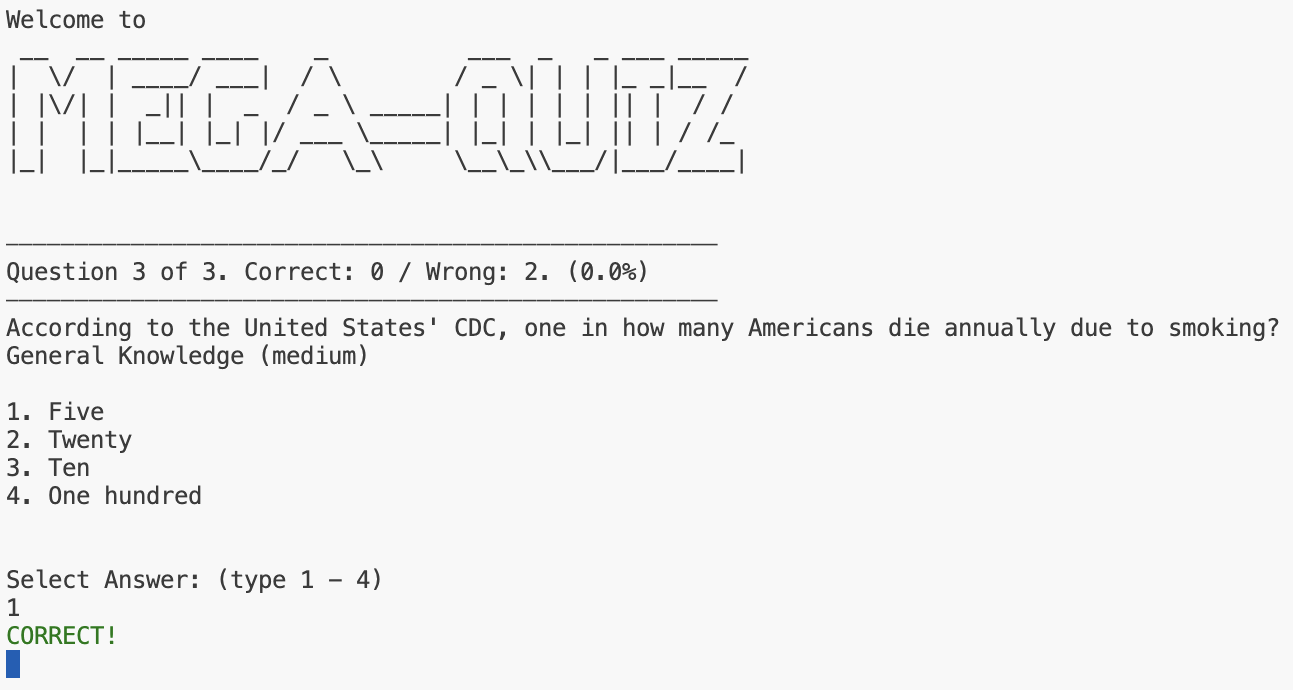 Welcome to
MEGA-QUIZ
Question 3 of 3. Correct: 0 / Wrong: 2. (0.0%)
According to the United States' CDC, one in how many Americans die annually due to smoking?
General Knowledge (medium)
1. Five
2. Twenty
3. Ten
4. One hundred
Select Answer: (type 1 – 4)
1
CORRECT!